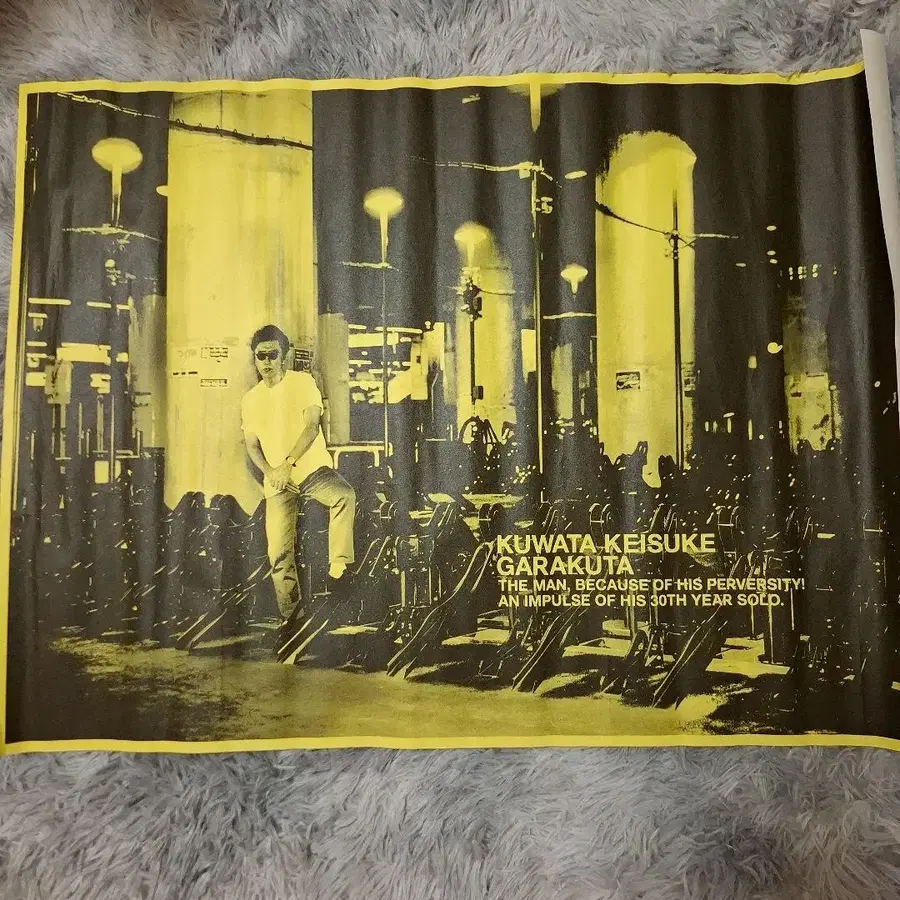 KUWATA KEISUKE
GARAKUTA
THE MAN, BECAUSE OF HIS PERVERSITY!
AN IMPULSE OF HIS 30TH YEAR SOLO.